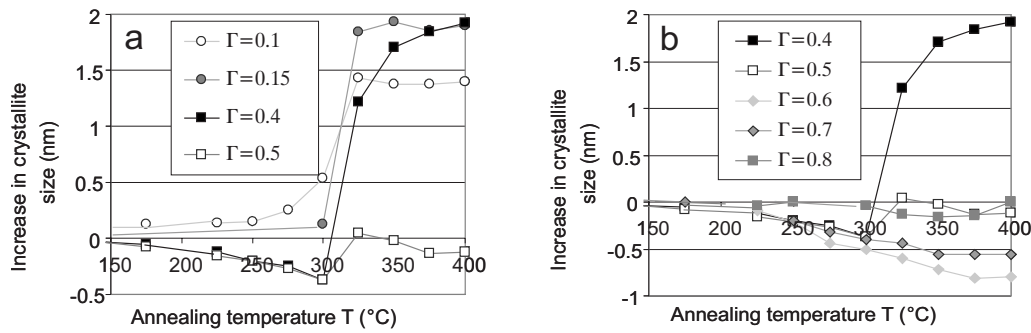 a
Γ=0.1
Γ=0.15
Γ=0.4
Γ=0.5
2
1.5
1
0.5
0
-0.5
150
200
250
300
350
400
Increase in crystallite
size (nm)
Annealing temperature T (°C)
b
Γ=0.4
Γ=0.5
Γ=0.6
Γ=0.7
Γ=0.8
2
1.5
1
0.5
0
-0.5
-1
150
200
250
300
350
400
Increase in crystallite
size (nm)
Annealing temperature T (°C)